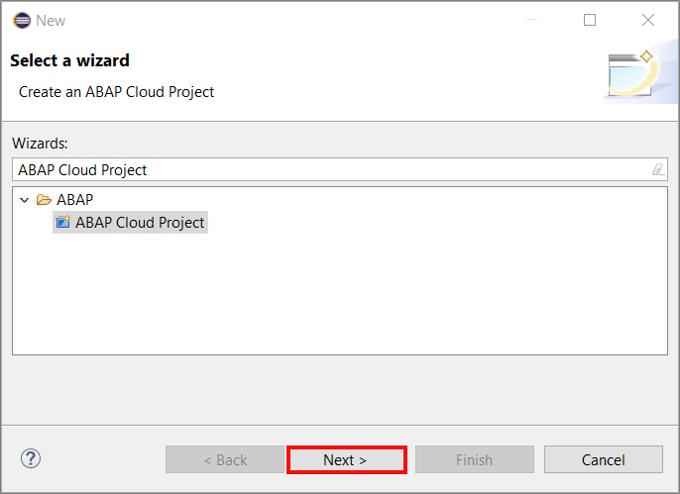 New
Select a wizard
Create an ABAP Cloud Project
Wizards:
ABAP Cloud Project
ABAP
ABAP Cloud Project
? < Back Next > Finish Cancel